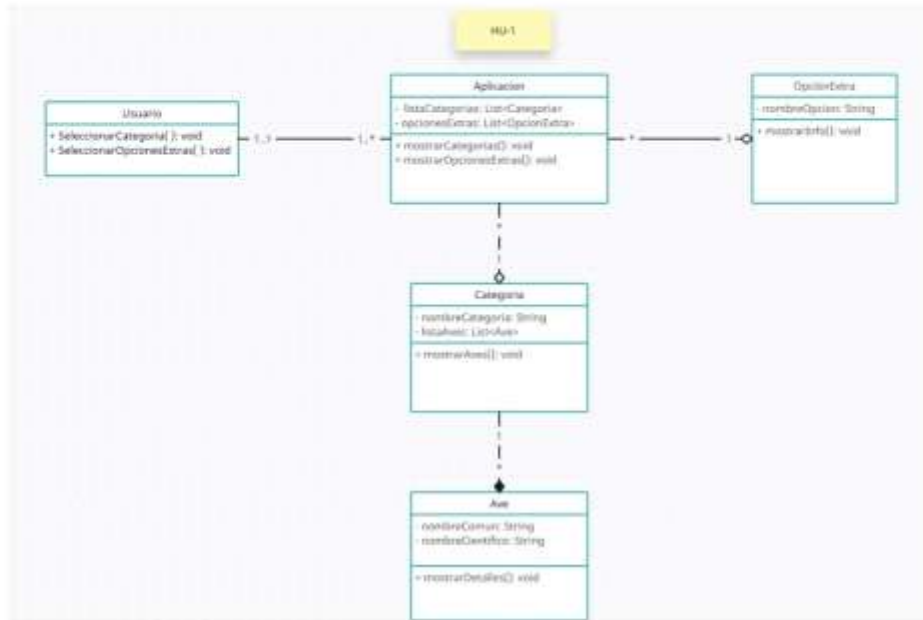 HU-1
Usuario
+ SeleccionarCategoria( ): void
+ SeleccionarOpcionesExtras( ): void
1..*
Aplicacion
- listaCategorias: List<Categoria>
- opcionesExtras: List<OpcionExtra>
+ mostrarCategorias(): void
+ mostrarOpcionesExtras(): void
*
OpcionExtra
- nombreOpcion: String
+ mostrarInfo(): void
*
Categoria
- nombreCategoria: String
- listaAves: List<Ave>
+ mostrarAves(): void
*
Ave
- nombreComun: String
- nombreCientifico: String
+ mostrarDetalles(): void